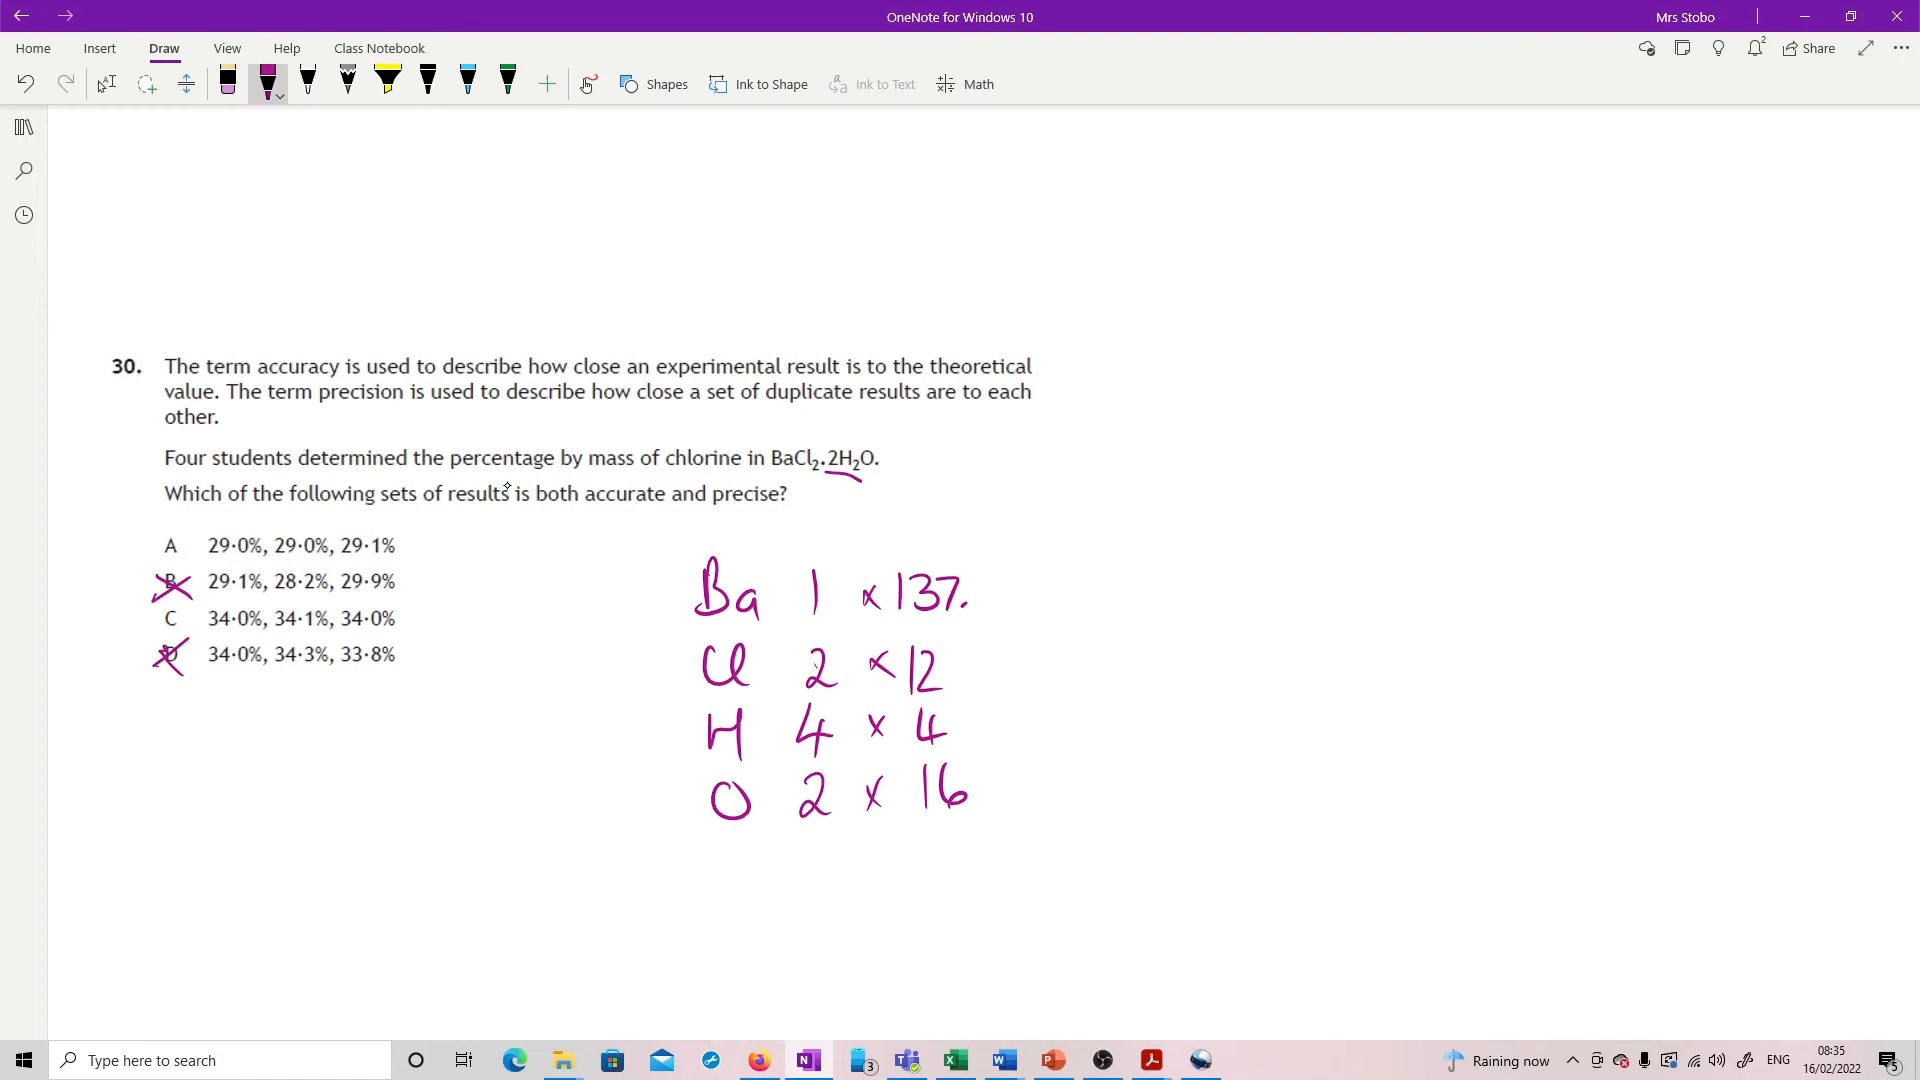 OneNote for Windows 10
Mrs Stobo
Home Insert Draw View Help Class Notebook
2
Share
Shapes
Ink to Shape
Ink to Text
Math
30. The term accuracy is used to describe how close an experimental result is to the theoretical
value. The term precision is used to describe how close a set of duplicate results are to each
other.
Four students determined the percentage by mass of chlorine in BaCl₂.2H₂O.
Which of the following sets of results is both accurate and precise?
A 29·0%, 29·0%, 29·1%
B 29·1%, 28·2%, 29·9%
C 34·0%, 34·1%, 34·0%
D 34·0%, 34·3%, 33·8%
Ba 1 × 137.
Cl 2 × 12
H 4 × 4
O 2 × 16
Type here to search
3
Raining now
ENG
08:35
16/02/2022
5